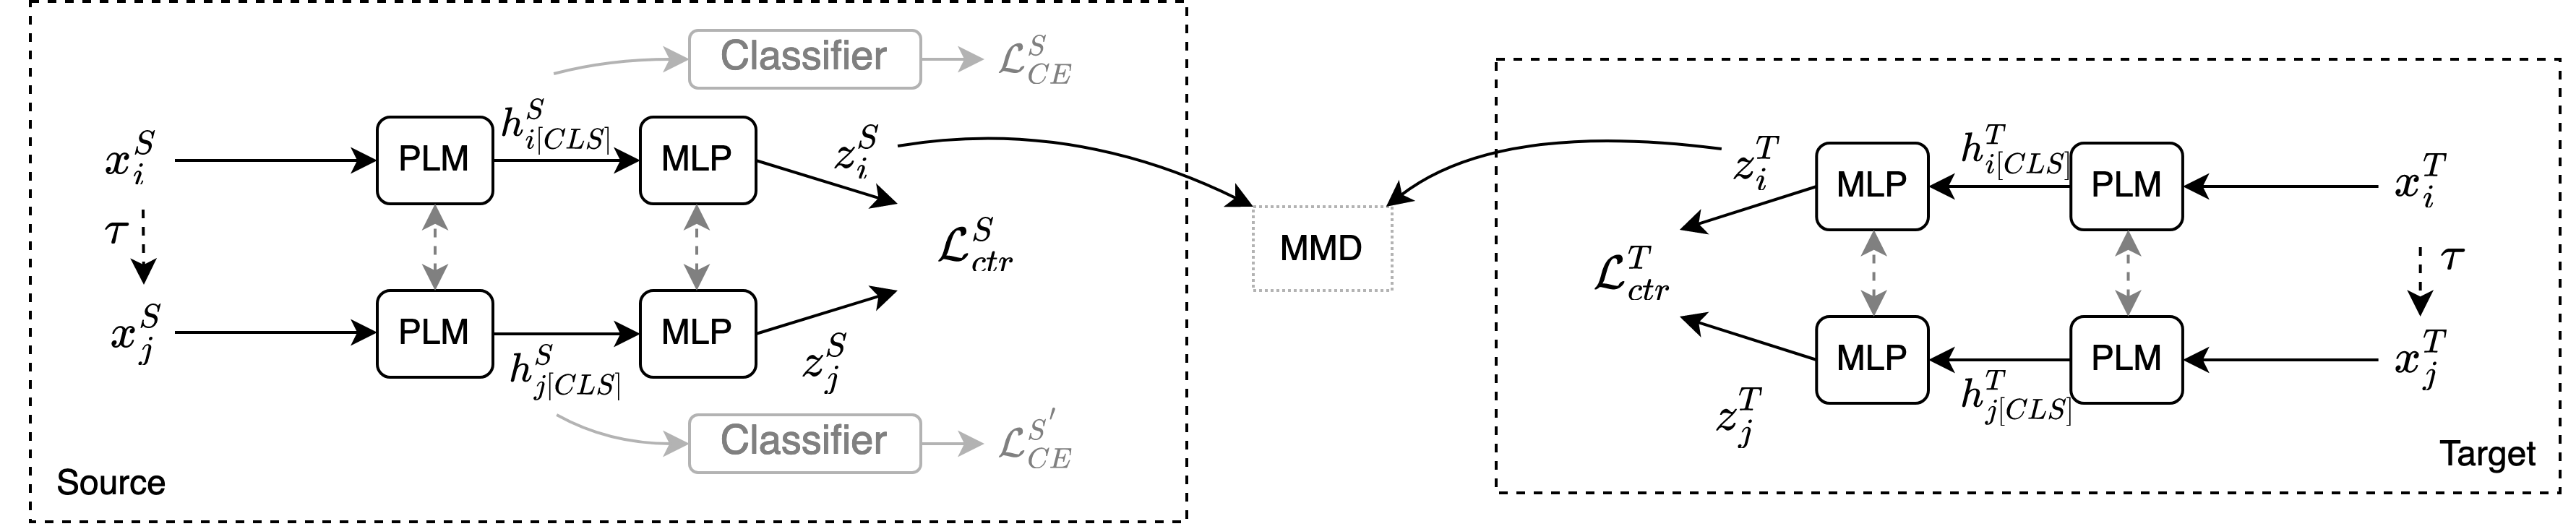 Classifier $\mathcal{L}_{CE}^{S}$
$x_i^S$ PLM $h_{i[CLS]}^{S}$ MLP $z_i^S$
$\tau$
$\mathcal{L}_{ctr}^{S}$
$x_j^S$ PLM $h_{j[CLS]}^{S}$ MLP $z_j^S$
Classifier $\mathcal{L}_{CE}^{S'}$
Source
MMD
$z_i^T$ MLP $h_{i[CLS]}^{T}$ PLM $x_i^T$
$\mathcal{L}_{ctr}^{T}$
$\tau$
$z_j^T$ MLP $h_{j[CLS]}^{T}$ PLM $x_j^T$
Target